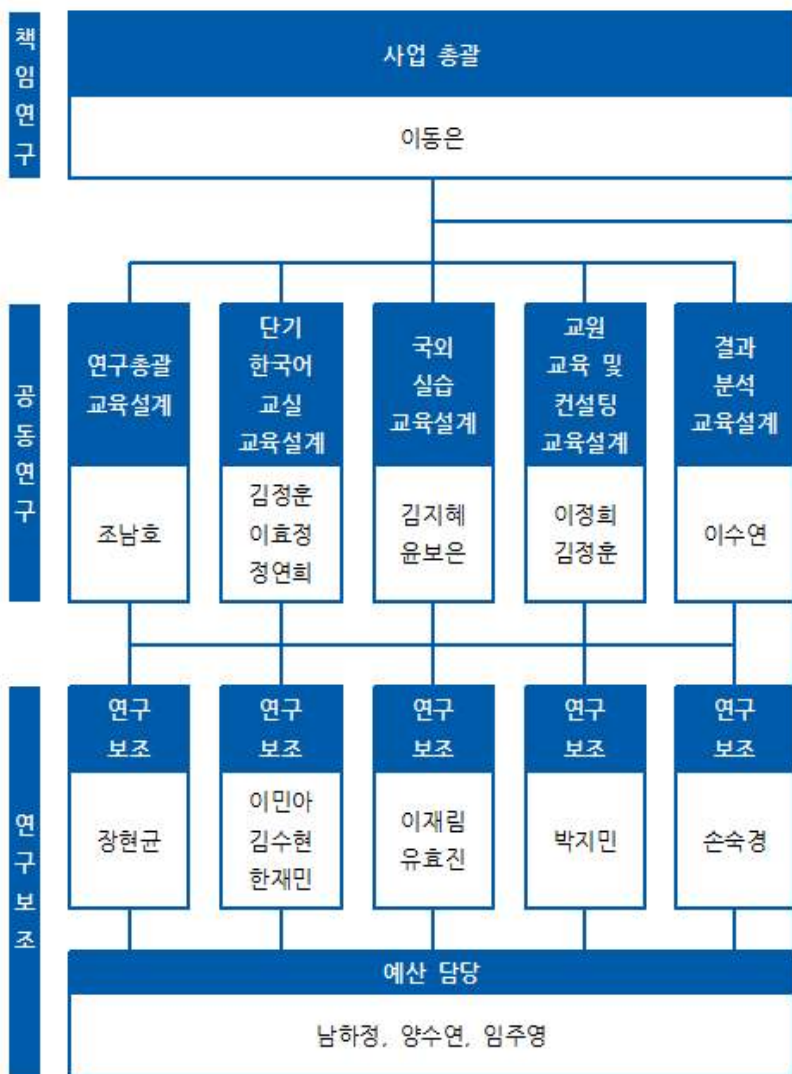 책임연구
사업 총괄
이동은
공동연구
연구총괄
교육설계
조남호
단기
한국어
교실
교육설계
김정훈
이효정
정연희
국외
실습
교육설계
김지혜
윤보은
교원
교육 및
컨설팅
교육설계
이정희
김정훈
결과
분석
교육설계
이수연
연구보조
연구
보조
장현균
연구
보조
이민아
김수현
한재민
연구
보조
이재림
유효진
연구
보조
박지민
연구
보조
손숙경
예산 담당
남하정, 양수연, 임주영